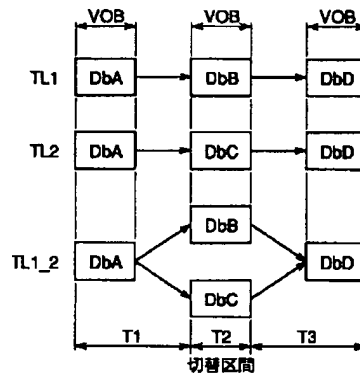 VOB VOB VOB
TL1 DbA DbB DbD
TL2 DbA DbC DbD
DbB
TL1_2 DbA DbD
DbC
T1 T2 T3
切替区間